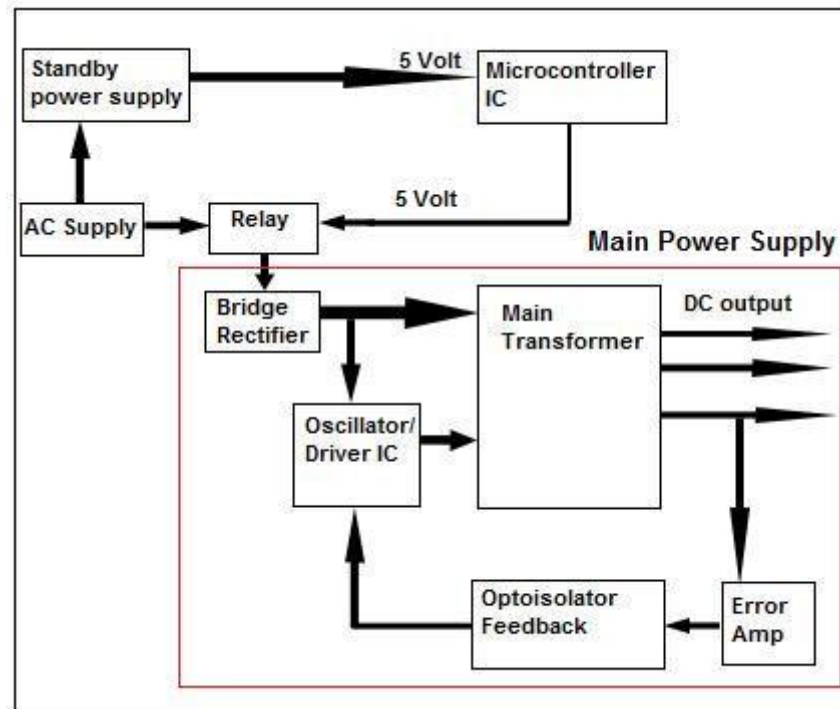 Standby
power supply
5 Volt
Microcontroller
IC
AC Supply
Relay
5 Volt
Main Power Supply
Bridge
Rectifier
Main
Transformer
DC output
Oscillator/
Driver IC
Optoisolator
Feedback
Error
Amp